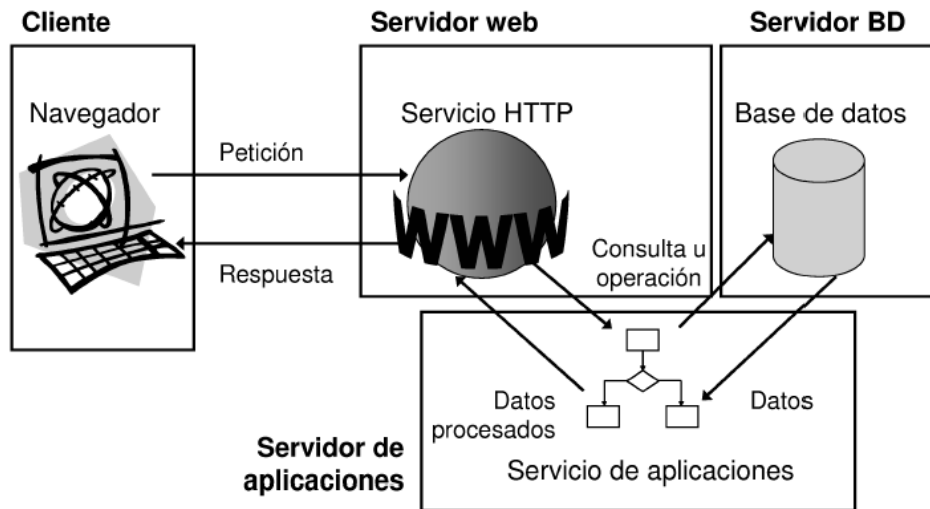 Cliente
Servidor web
Servidor BD
Navegador
Servicio HTTP
Base de datos
Petición
WWW
Respuesta
Consulta u
operación
Datos
procesados
Datos
Servidor de
aplicaciones
Servicio de aplicaciones